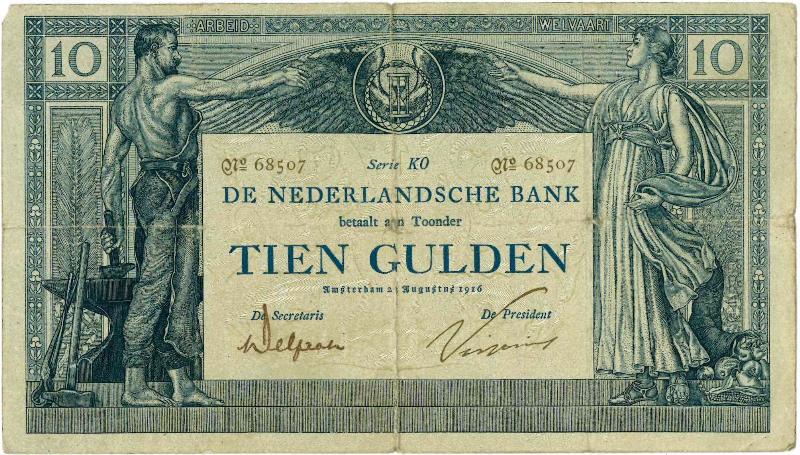 ARBEID WELVAART
10 10
No 68507 Serie KO No 68507
DE NEDERLANDSCHE BANK
betaalt aan Toonder
TIEN GULDEN
Amsterdam Augustus 1916
De Secretaris De President